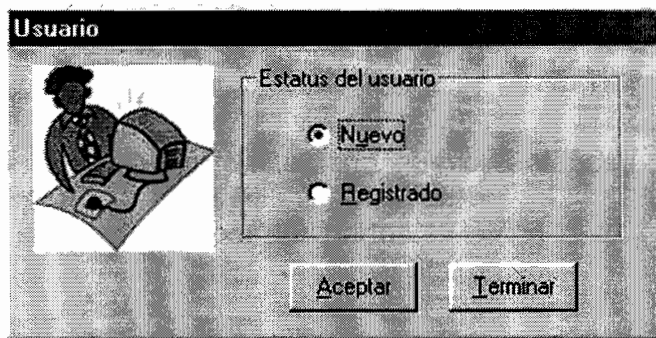 Usuario
Estatus del usuario
Nuevo
Registrado
Aceptar Terminar